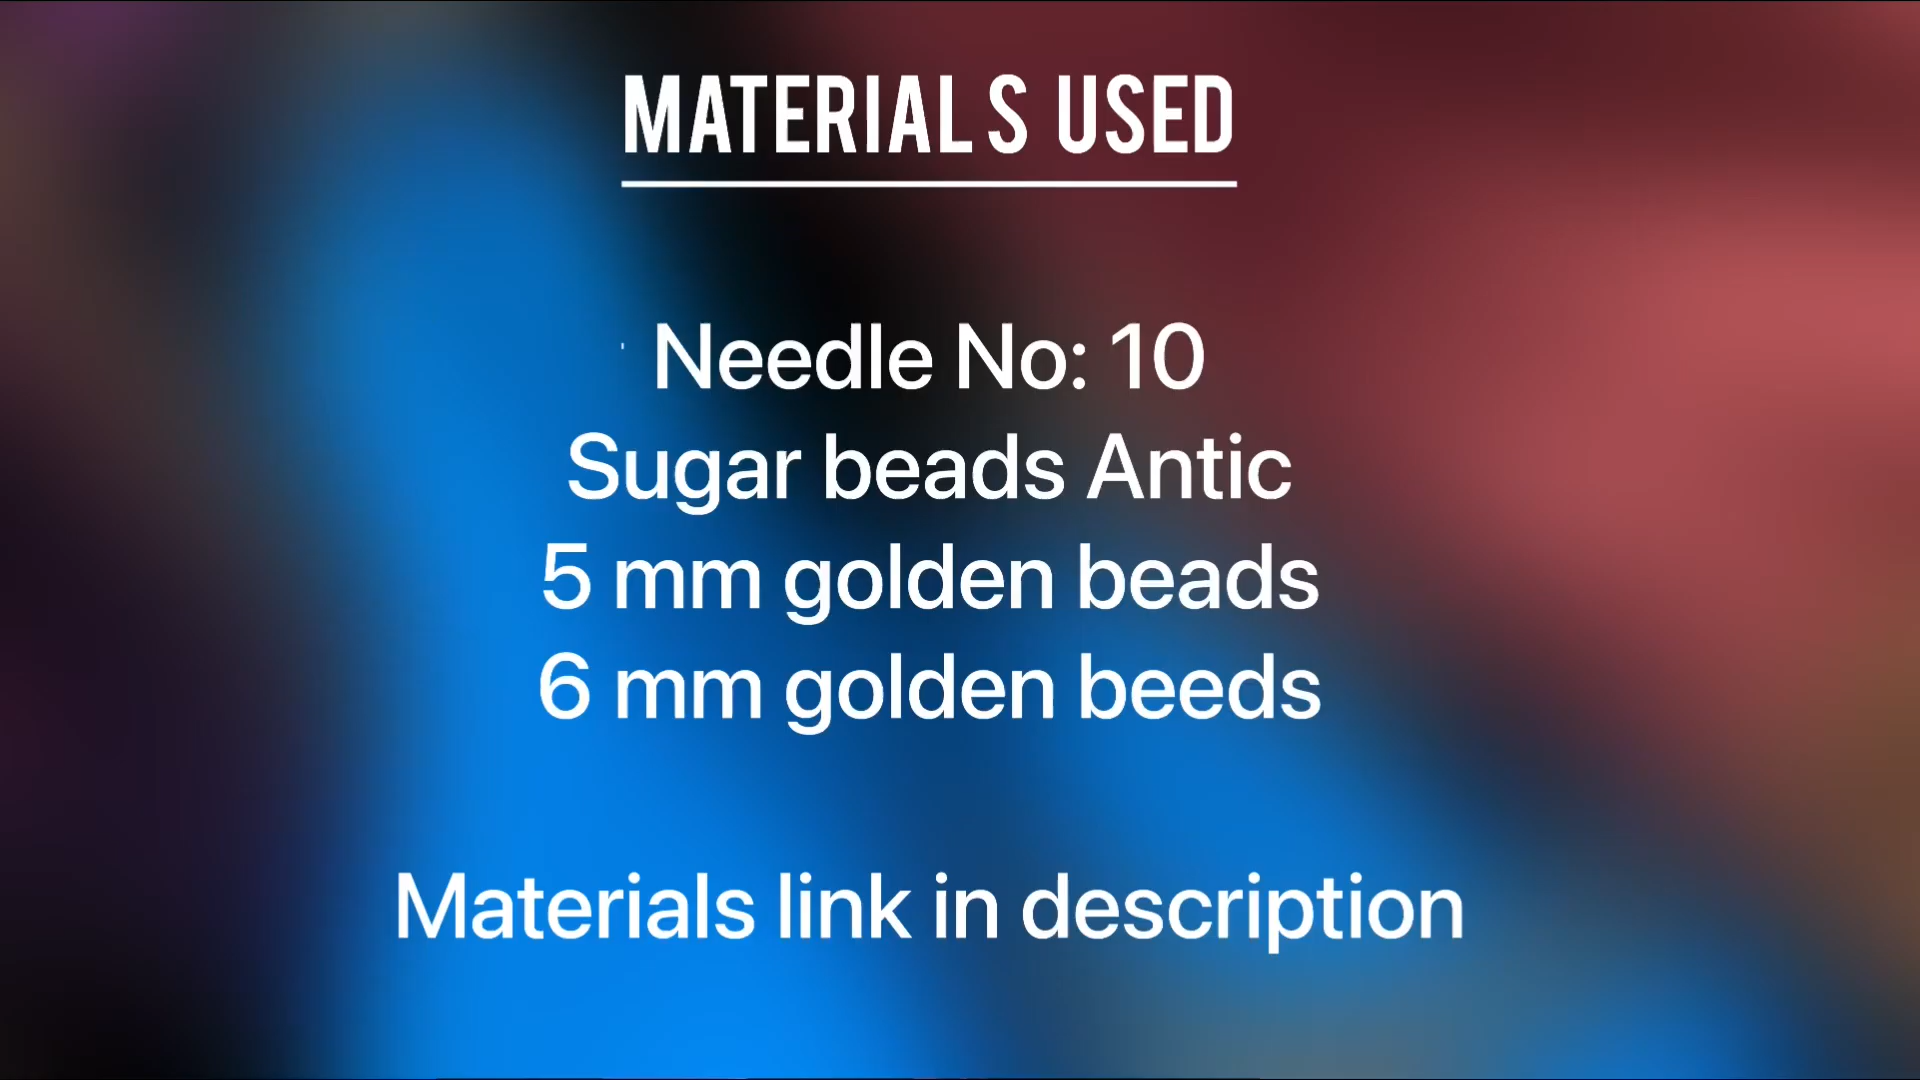 MATERIALS USED
Needle No: 10
Sugar beads Antic
5 mm golden beads
6 mm golden beeds
Materials link in description